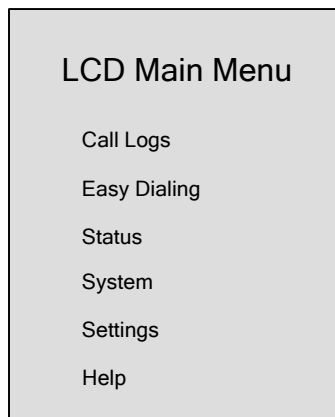 LCD Main Menu
Call Logs
Easy Dialing
Status
System
Settings
Help